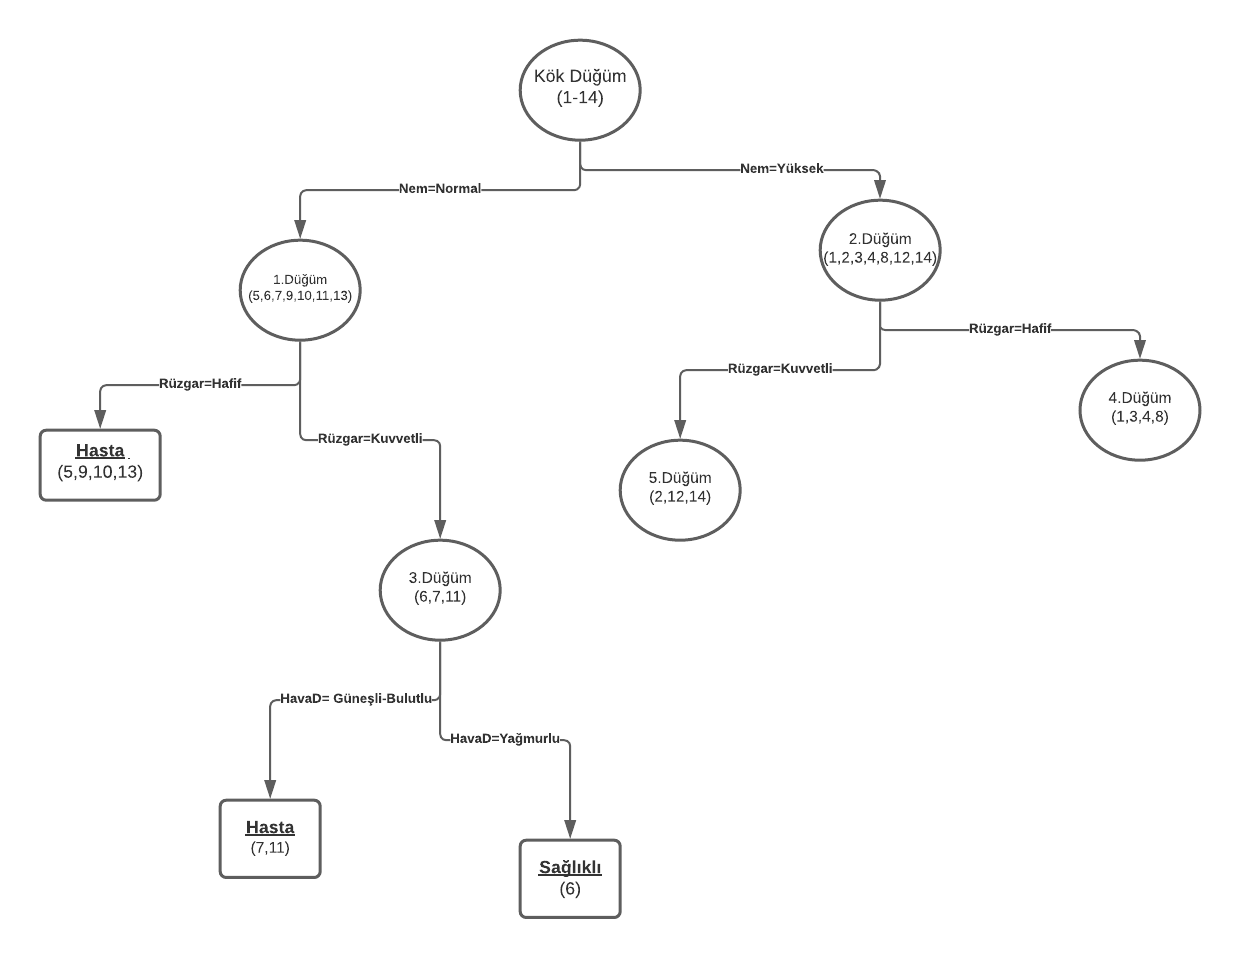 Kök Düğüm
(1-14)
Nem=Yüksek
Nem=Normal
2.Düğüm
(1,2,3,4,8,12,14)
1.Düğüm
(5,6,7,9,10,11,13)
Rüzgar=Hafif
Rüzgar=Kuvvetli
Rüzgar=Hafif
4.Düğüm
(1,3,4,8)
Rüzgar=Kuvvetli
Hasta
(5,9,10,13)
5.Düğüm
(2,12,14)
3.Düğüm
(6,7,11)
HavaD= Güneşli-Bulutlu
HavaD=Yağmurlu
Hasta
(7,11)
Sağlıklı
(6)